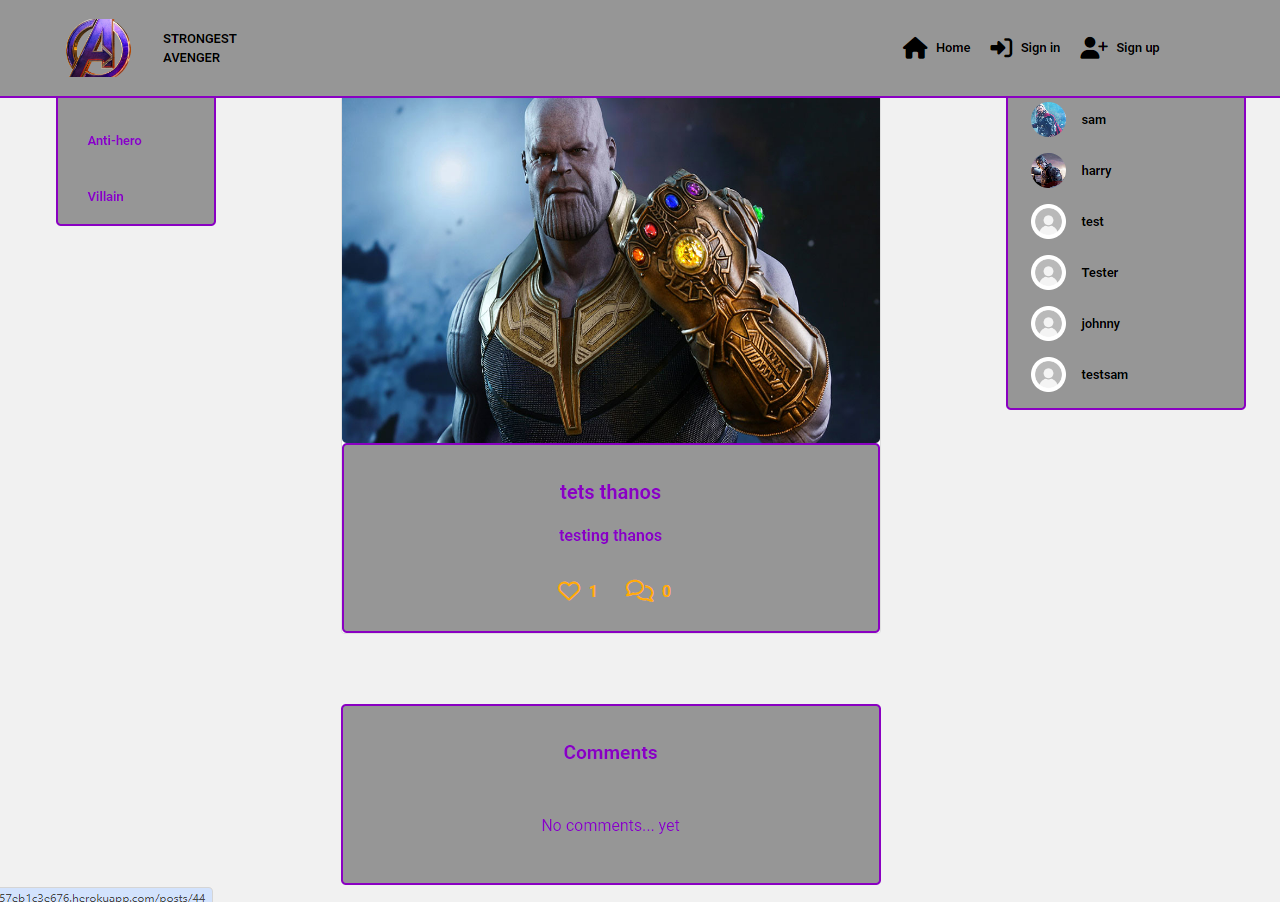 STRONGEST
AVENGER
Home
Sign in
Sign up
Anti-hero
Villain
sam
harry
test
Tester
johnny
testsam
tets thanos
testing thanos
1
0
Comments
No comments... yet
57cb1c3c676.herokuapp.com/posts/44